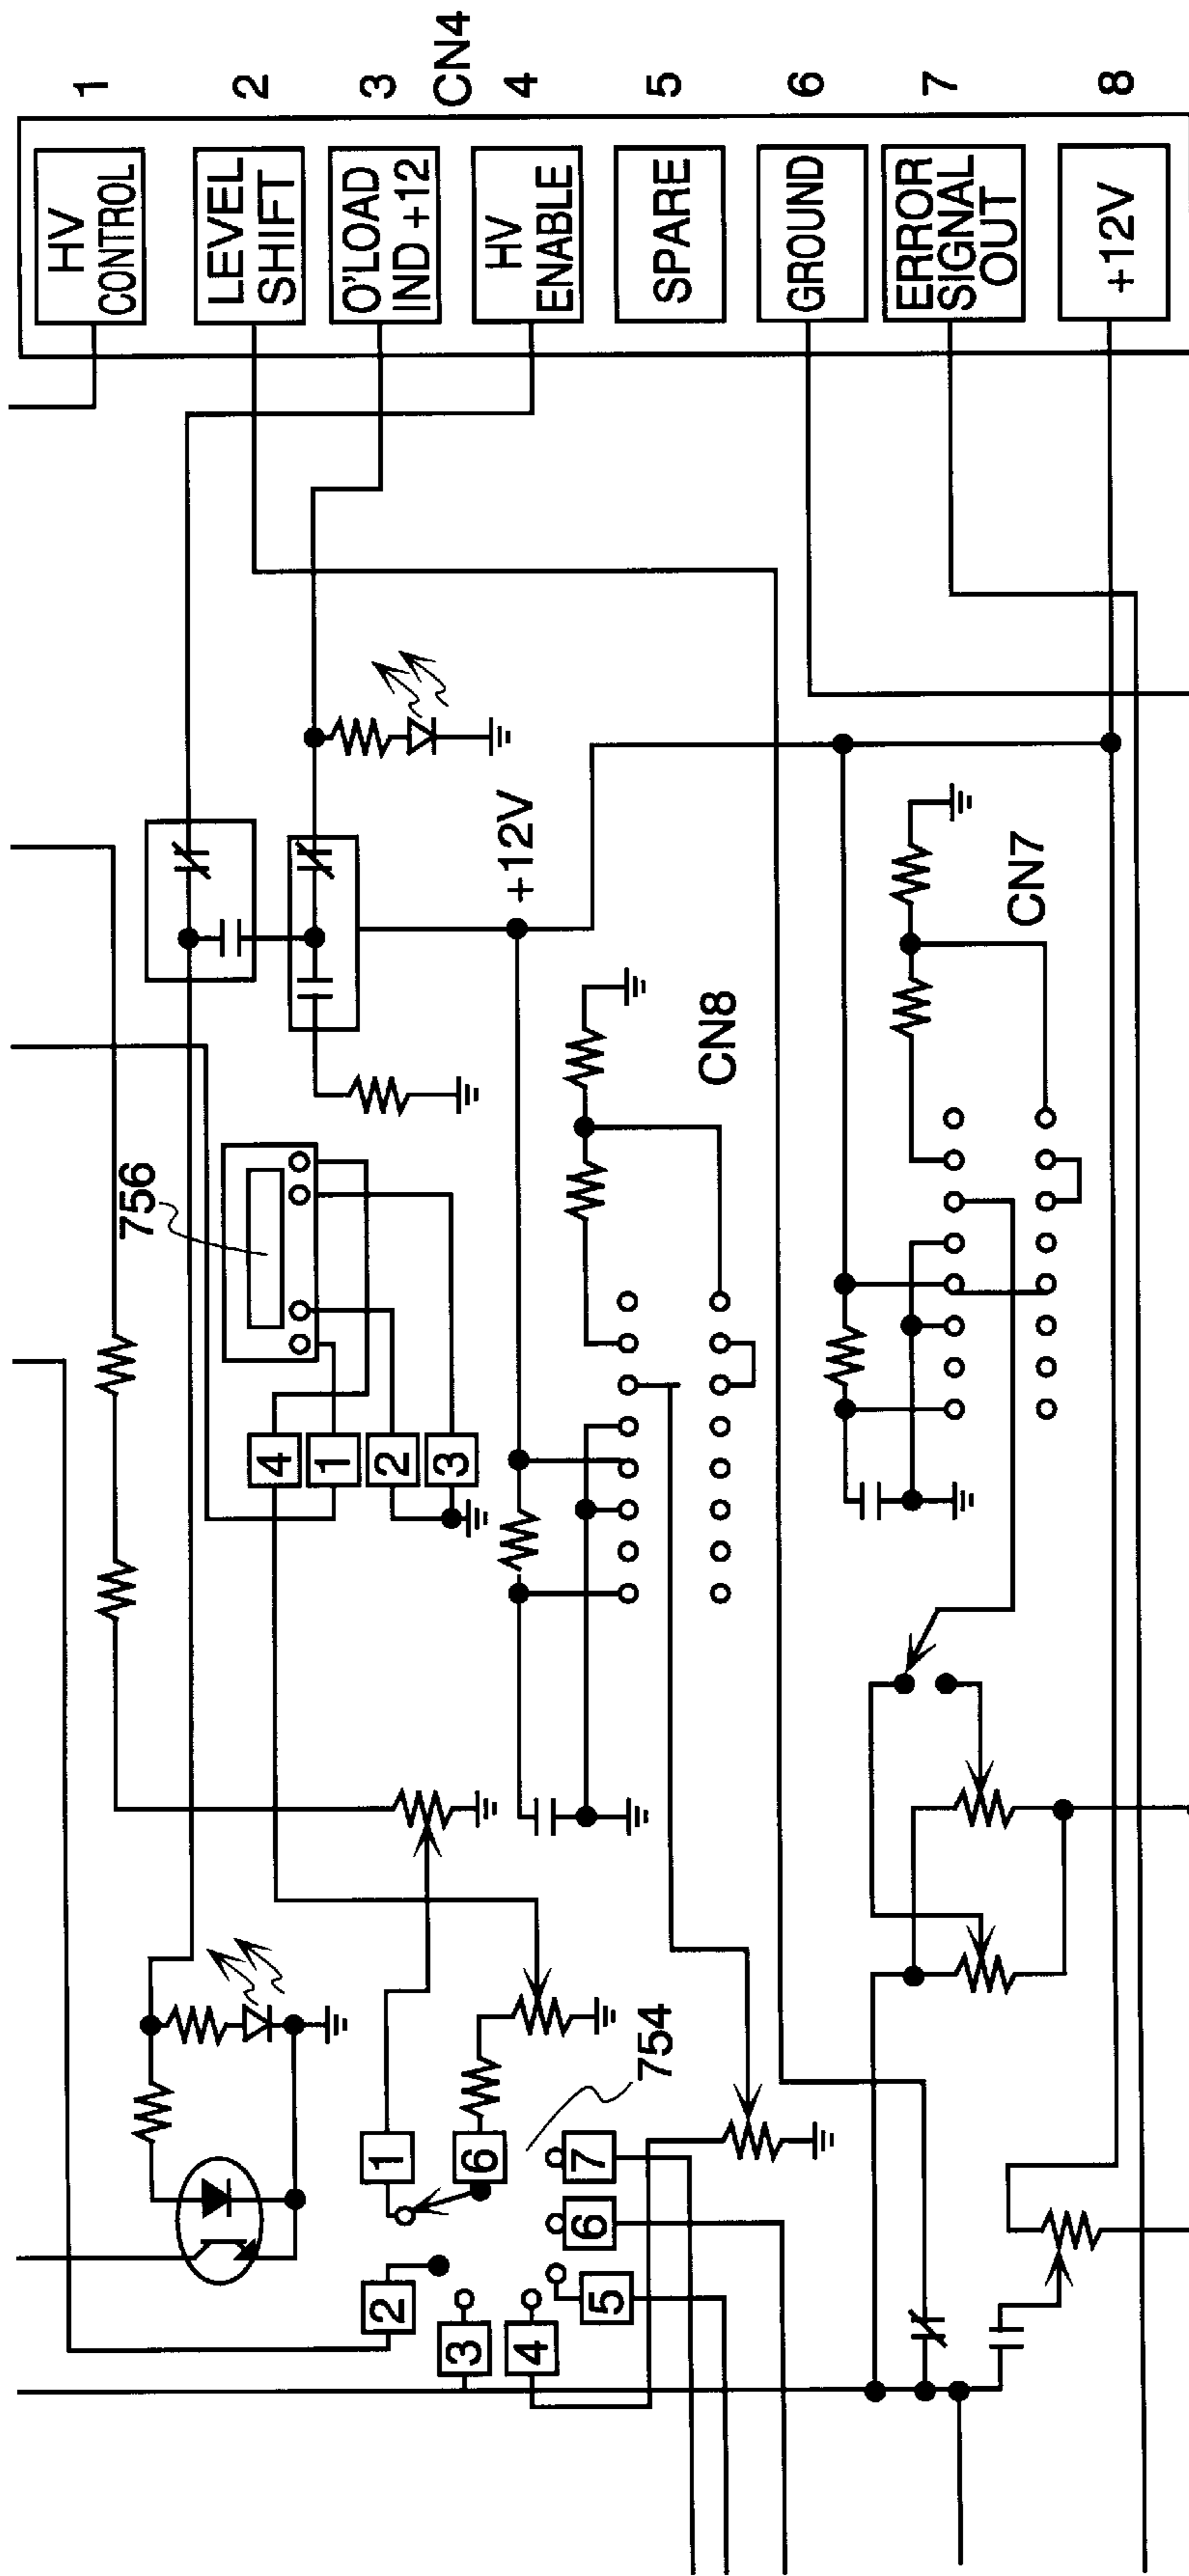 HV
CONTROL
1
LEVEL
SHIFT
2
O'LOAD
IND +12
3
CN4
HV
ENABLE
4
SPARE
5
GROUND
6
ERROR
SIGNAL
OUT
7
+12V
8
756
4
1
2
3
+12V
CN8
CN7
754
1
6
2
3
4
5
6
7